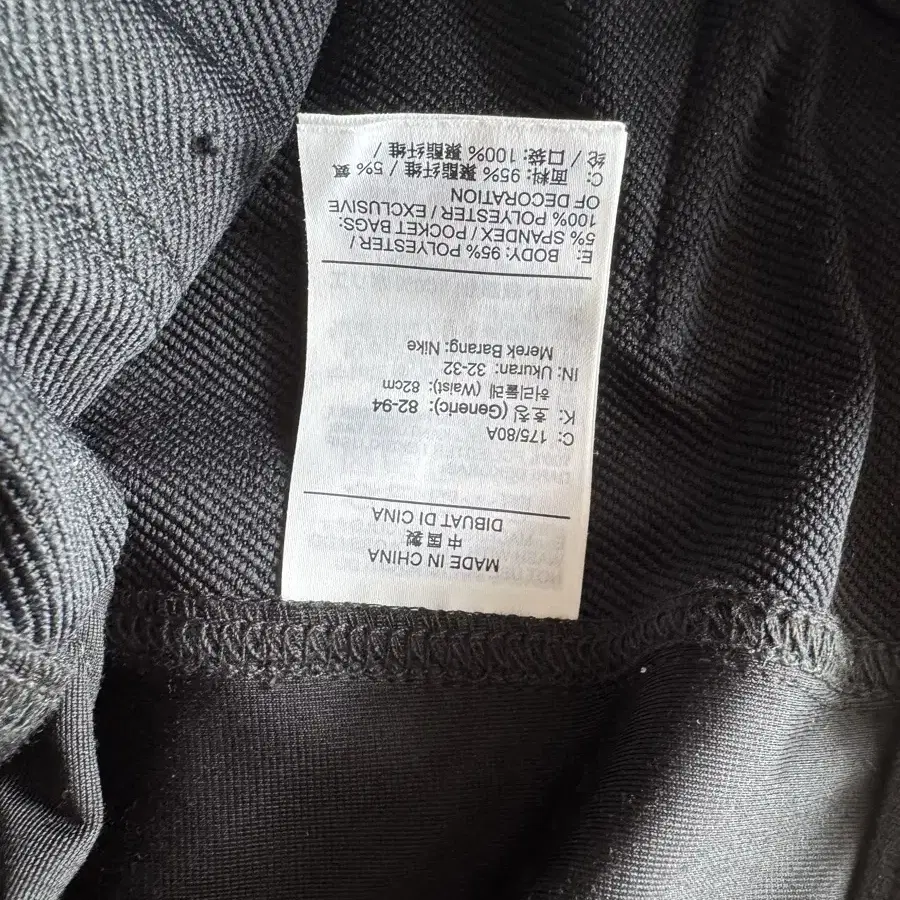 MADE IN CHINA
中國製
DIBUAT DI CINA
C: 175/80A
K: 호칭 (Generic): 82-94
허리둘레 (Waist): 82cm
IN: Ukuran: 32-32
Merek Barang: Nike
E: BODY: 95% POLYESTER /
5% SPANDEX / POCKET BAGS:
100% POLYESTER / EXCLUSIVE
OF DECORATION
C: 面料: 95% 聚酯纤维 / 5% 氨
纶 / 口袋: 100% 聚酯纤维 /